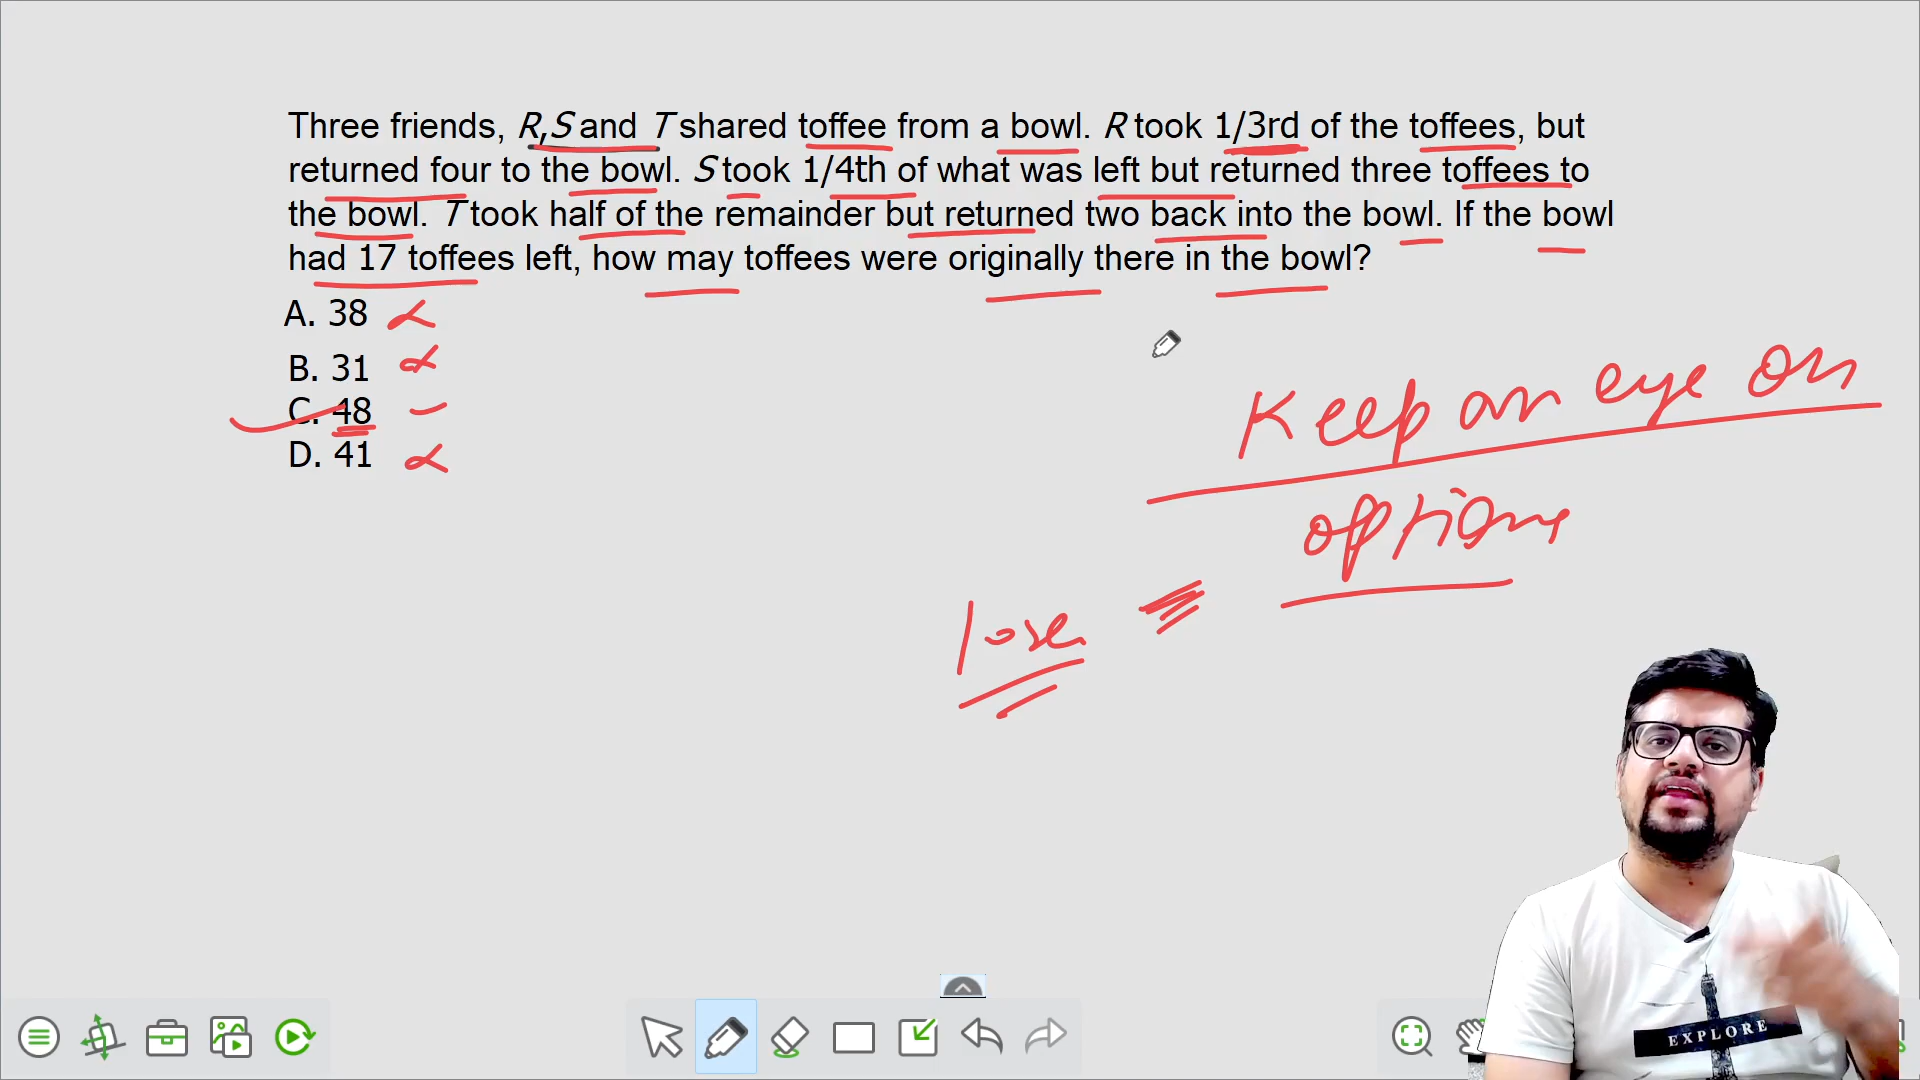 Three friends, R,S and T shared toffee from a bowl. R took 1/3rd of the toffees, but
returned four to the bowl. S took 1/4th of what was left but returned three toffees to
the bowl. T took half of the remainder but returned two back into the bowl. If the bowl
had 17 toffees left, how may toffees were originally there in the bowl?
A. 38
B. 31
C. 48
D. 41
Keep an eye on
options
lose
EXPLORE